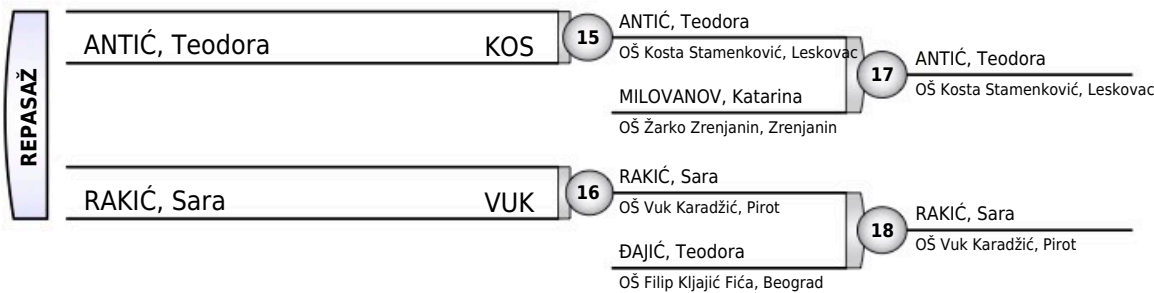 REPASAŽ
ANTIĆ, Teodora KOS
15
ANTIĆ, Teodora
OŠ Kosta Stamenković, Leskovac
MILOVANOV, Katarina
OŠ Žarko Zrenjanin, Zrenjanin
17
ANTIĆ, Teodora
OŠ Kosta Stamenković, Leskovac
RAKIĆ, Sara VUK
16
RAKIĆ, Sara
OŠ Vuk Karadžić, Pirot
ĐAJIĆ, Teodora
OŠ Filip Kljajić Fića, Beograd
18
RAKIĆ, Sara
OŠ Vuk Karadžić, Pirot